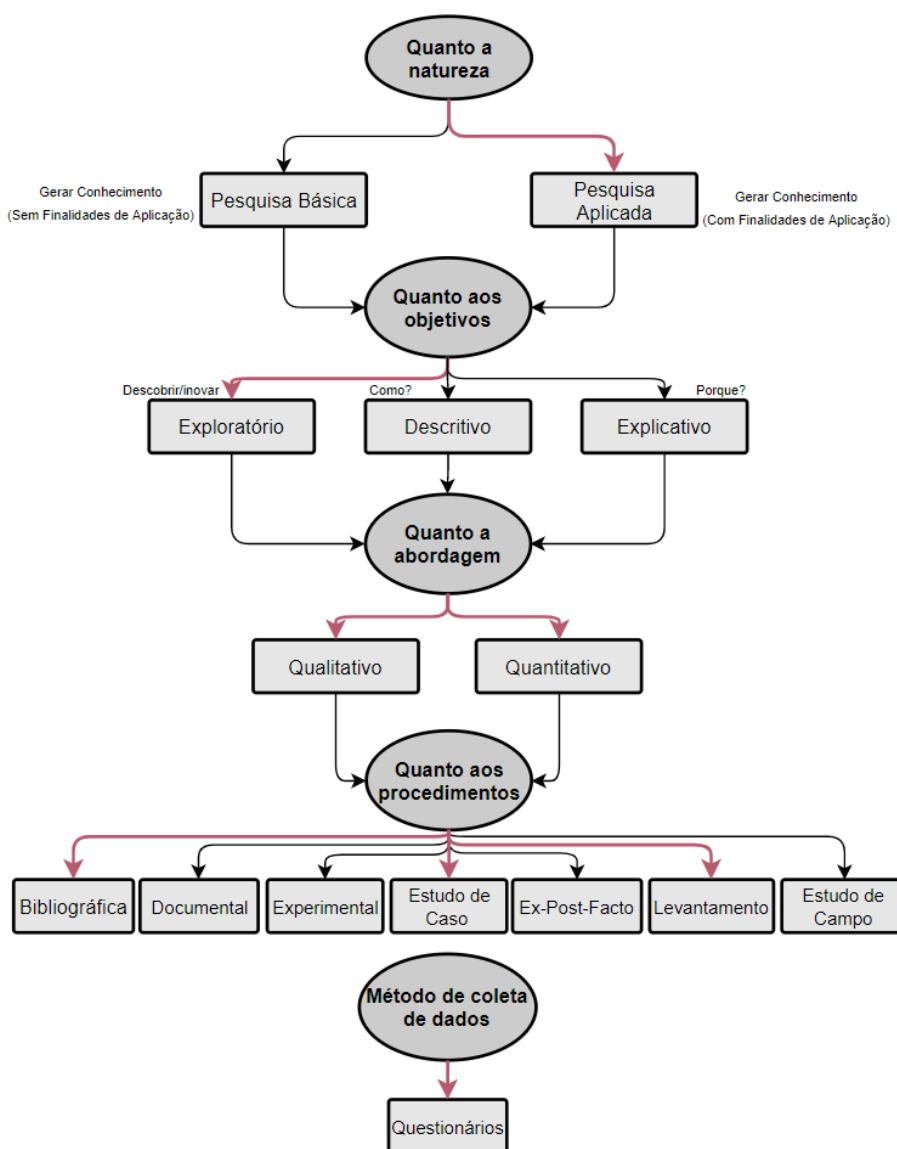 Quanto a
natureza
Gerar Conhecimento
(Sem Finalidades de Aplicação)
Pesquisa Básica
Pesquisa
Aplicada
Gerar Conhecimento
(Com Finalidades de Aplicação)
Quanto aos
objetivos
Descobrir/inovar
Como?
Porque?
Exploratório
Descritivo
Explicativo
Quanto a
abordagem
Qualitativo
Quantitativo
Quanto aos
procedimentos
Bibliográfica
Documental
Experimental
Estudo de
Caso
Ex-Post-Facto
Levantamento
Estudo de
Campo
Método de coleta
de dados
Questionários